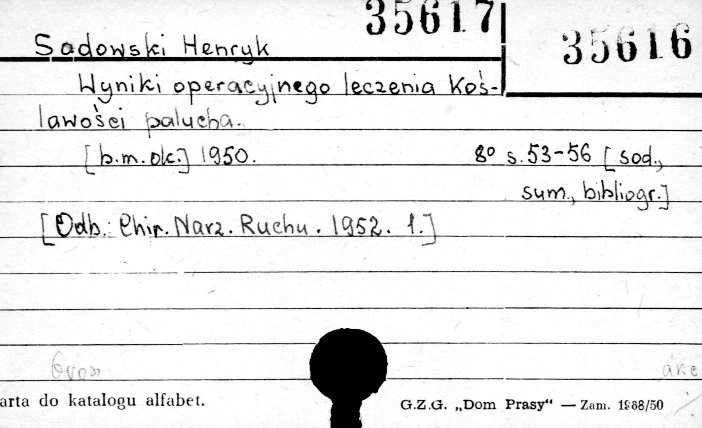 35617
35616
Sadowski Henryk
Wyniki operacyjnego leczenia Koś-
lawości palucha.
[b.m.ok.] 1950. 8° s.53-56 [sod.,
sum., bibliogr.]
[Odb.: Chir. Narz. Ruchu. 1952. 1.]
arta do katalogu alfabet.
G.Z.G. „Dom Prasy" — Zam. 1988/50